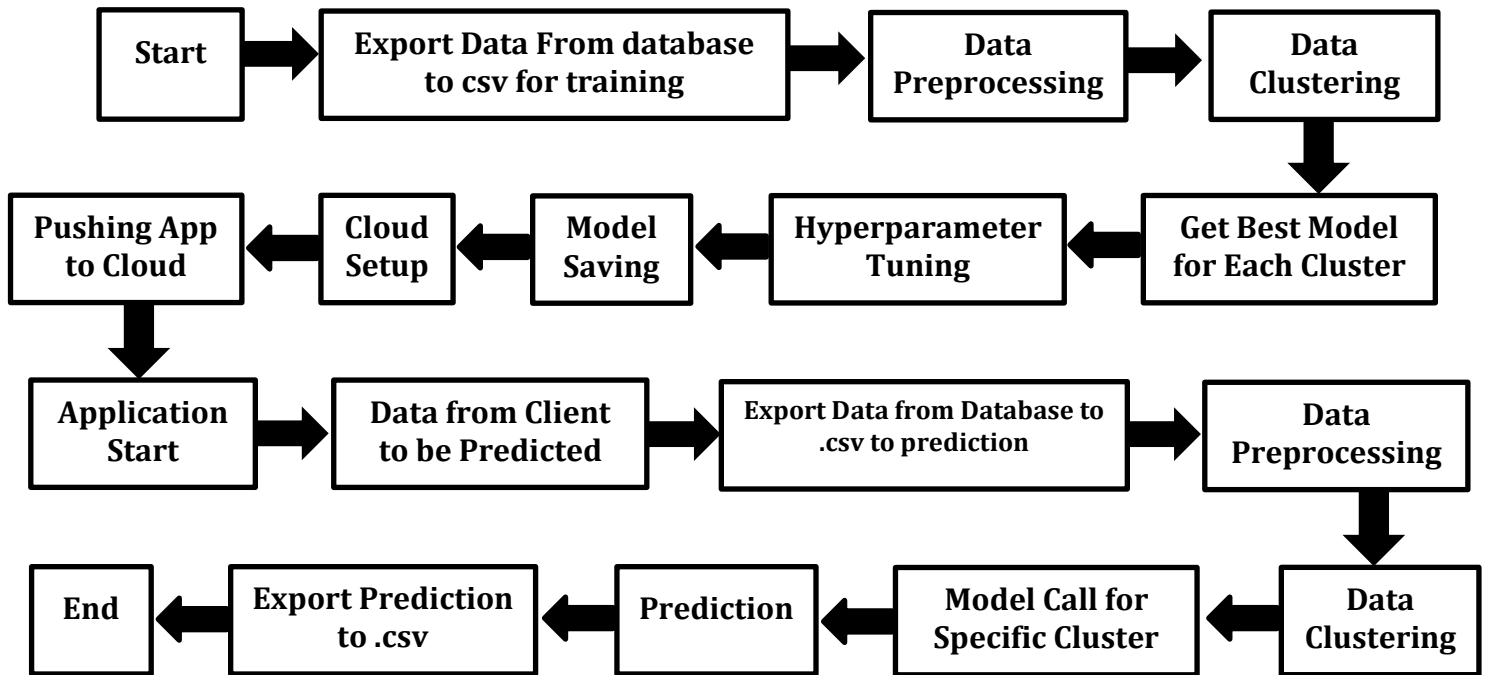 Start
Export Data From database
to csv for training
Data
Preprocessing
Data
Clustering
Get Best Model
for Each Cluster
Hyperparameter
Tuning
Model
Saving
Cloud
Setup
Pushing App
to Cloud
Application
Start
Data from Client
to be Predicted
Export Data from Database to
.csv to prediction
Data
Preprocessing
Data
Clustering
Model Call for
Specific Cluster
Prediction
Export Prediction
to .csv
End